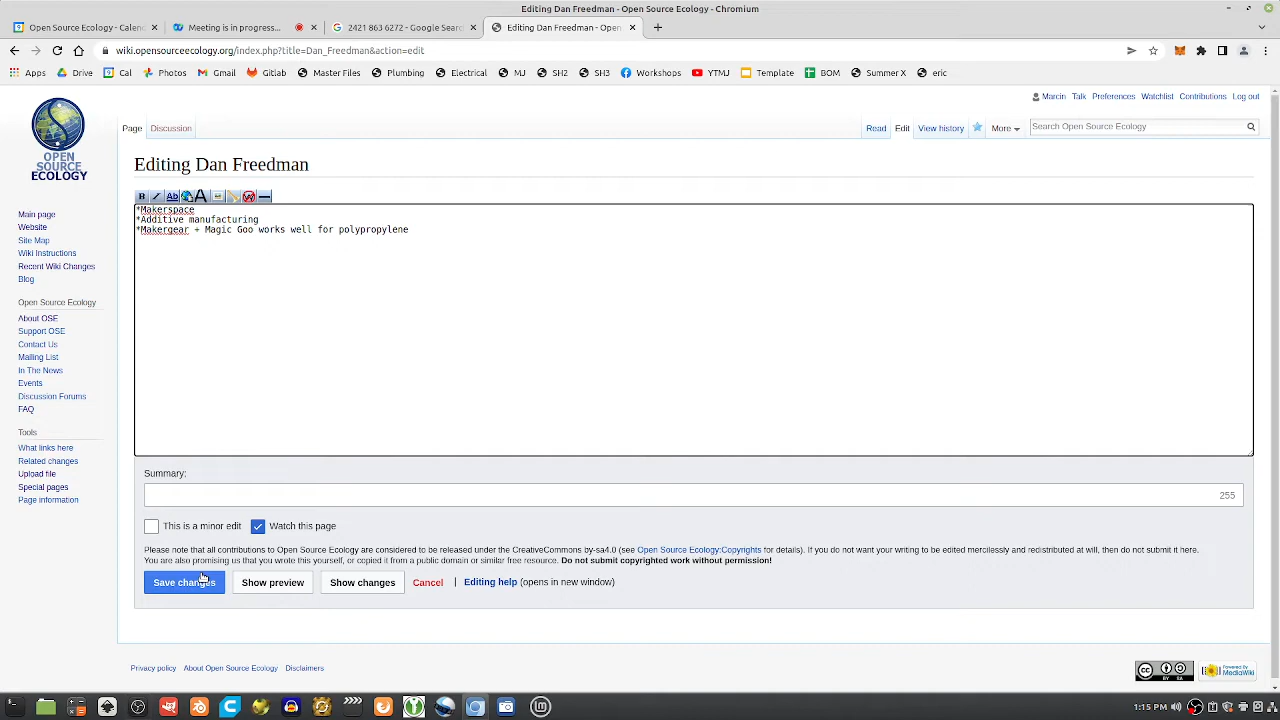 Editing Dan Freedman - Open Source Ecology - Chromium
Open Source Ecology - Calen
Meeting is in progress...
2421 863 6272 - Google Searc
Editing Dan Freedman - Open
wiki.opensourceecology.org/index.php?title=Dan_Freedman&action=edit
Apps Drive Cal Photos Gmail Gitlab Master Files Plumbing Electrical MJ SH2 SH3 Workshops YTMJ Template BOM Summer X eric
Marcin Talk Preferences Watchlist Contributions Log out
Page Discussion Read Edit View history More Search Open Source Ecology
OPEN
SOURCE
ECOLOGY
Editing Dan Freedman
B I Ab A
*Makerspace
*Additive manufacturing
*Makergear + Magic Goo works well for polypropylene
Main page
Website
Site Map
Wiki Instructions
Recent Wiki Changes
Blog
Open Source Ecology
About OSE
Support OSE
Contact Us
Mailing List
In The News
Events
Discussion Forums
FAQ
Tools
What links here
Related changes
Upload file
Special pages
Page information
Summary:
255
This is a minor edit Watch this page
Please note that all contributions to Open Source Ecology are considered to be released under the CreativeCommons by-sa4.0 (see Open Source Ecology:Copyrights for details). If you do not want your writing to be edited mercilessly and redistributed at will, then do not submit it here.
You are also promising us that you wrote this yourself, or copied it from a public domain or similar free resource. Do not submit copyrighted work without permission!
Save changes Show preview Show changes Cancel | Editing help (opens in new window)
Privacy policy About Open Source Ecology Disclaimers
CC BY SA
Powered By
MediaWiki
1:15 PM